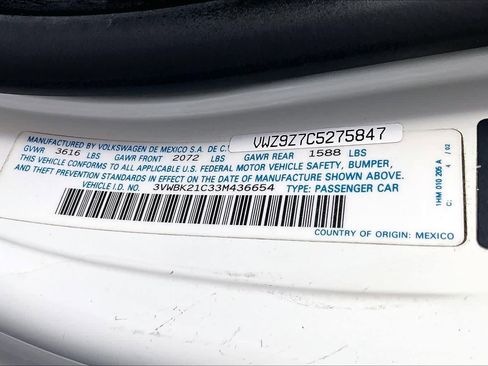 MANUFACTURED BY VOLKSWAGEN DE MEXICO S.A. DE C.
VWZ9Z7C5275847
GVWR 3616 LBS GAWR FRONT 2072 LBS GAWR REAR 1588 LBS
THIS VEHICLE CONFORMS TO ALL APPLICABLE FEDERAL MOTOR VEHICLE SAFETY, BUMPER,
AND THEFT PREVENTION STANDARDS IN EFFECT ON THE DATE OF MANUFACTURE SHOWN ABOVE.
VEHICLE I.D. NO. 3VWBK21C33M436654 TYPE: PASSENGER CAR
COUNTRY OF ORIGIN: MEXICO
1HM 010 205 A
C. 4 / 02